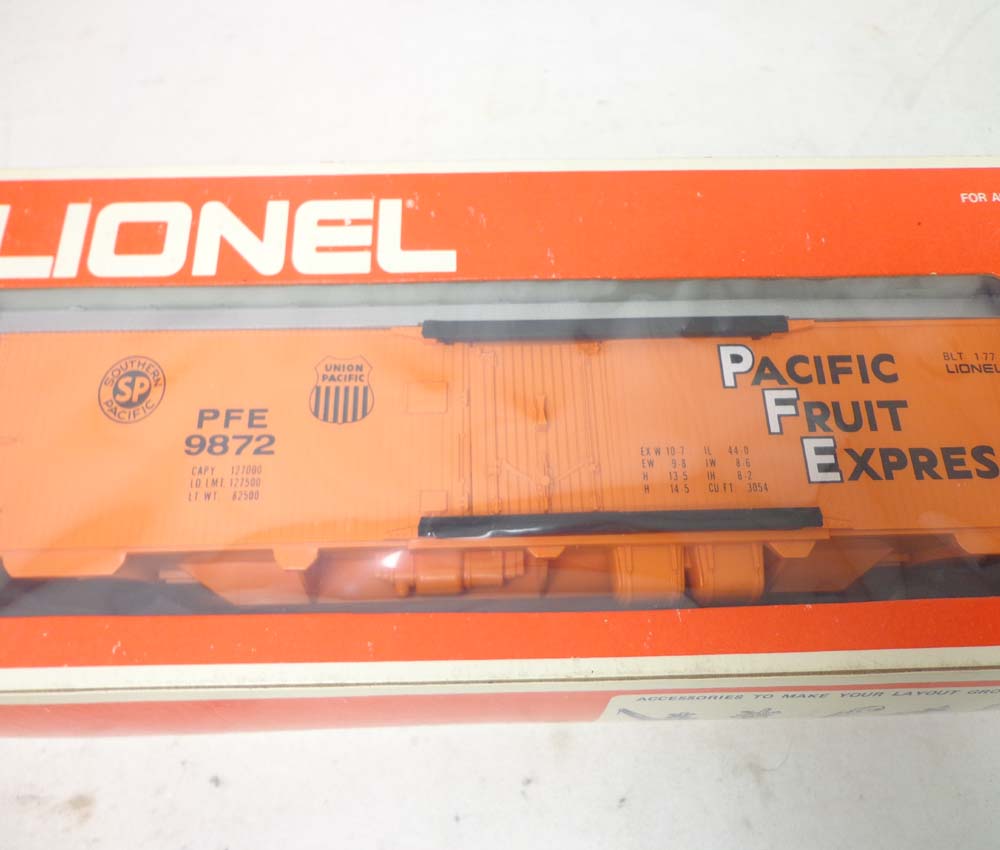 LIONEL
FOR A
SOUTHERN
SP
PACIFIC
UNION
PACIFIC
PFE
9872
CAPY 127000
LD. LMT. 127500
LT WT. 82500
EX W 10-7 IL 44-0
EW 9-8 IW 8-6
H 13-5 IH 8-2
H 14-5 CU FT 3054
PACIFIC
FRUIT
EXPRES
BLT 1-77
LIONEL
ACCESSORIES TO MAKE YOUR LAYOUT GRO